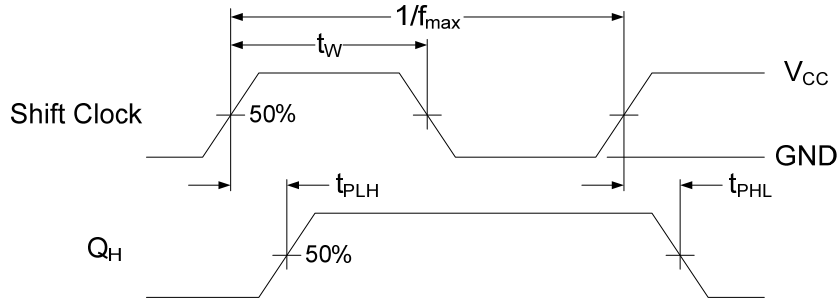 1/fmax
tW
VCC
Shift Clock
50%
GND
tPLH
tPHL
QH
50%